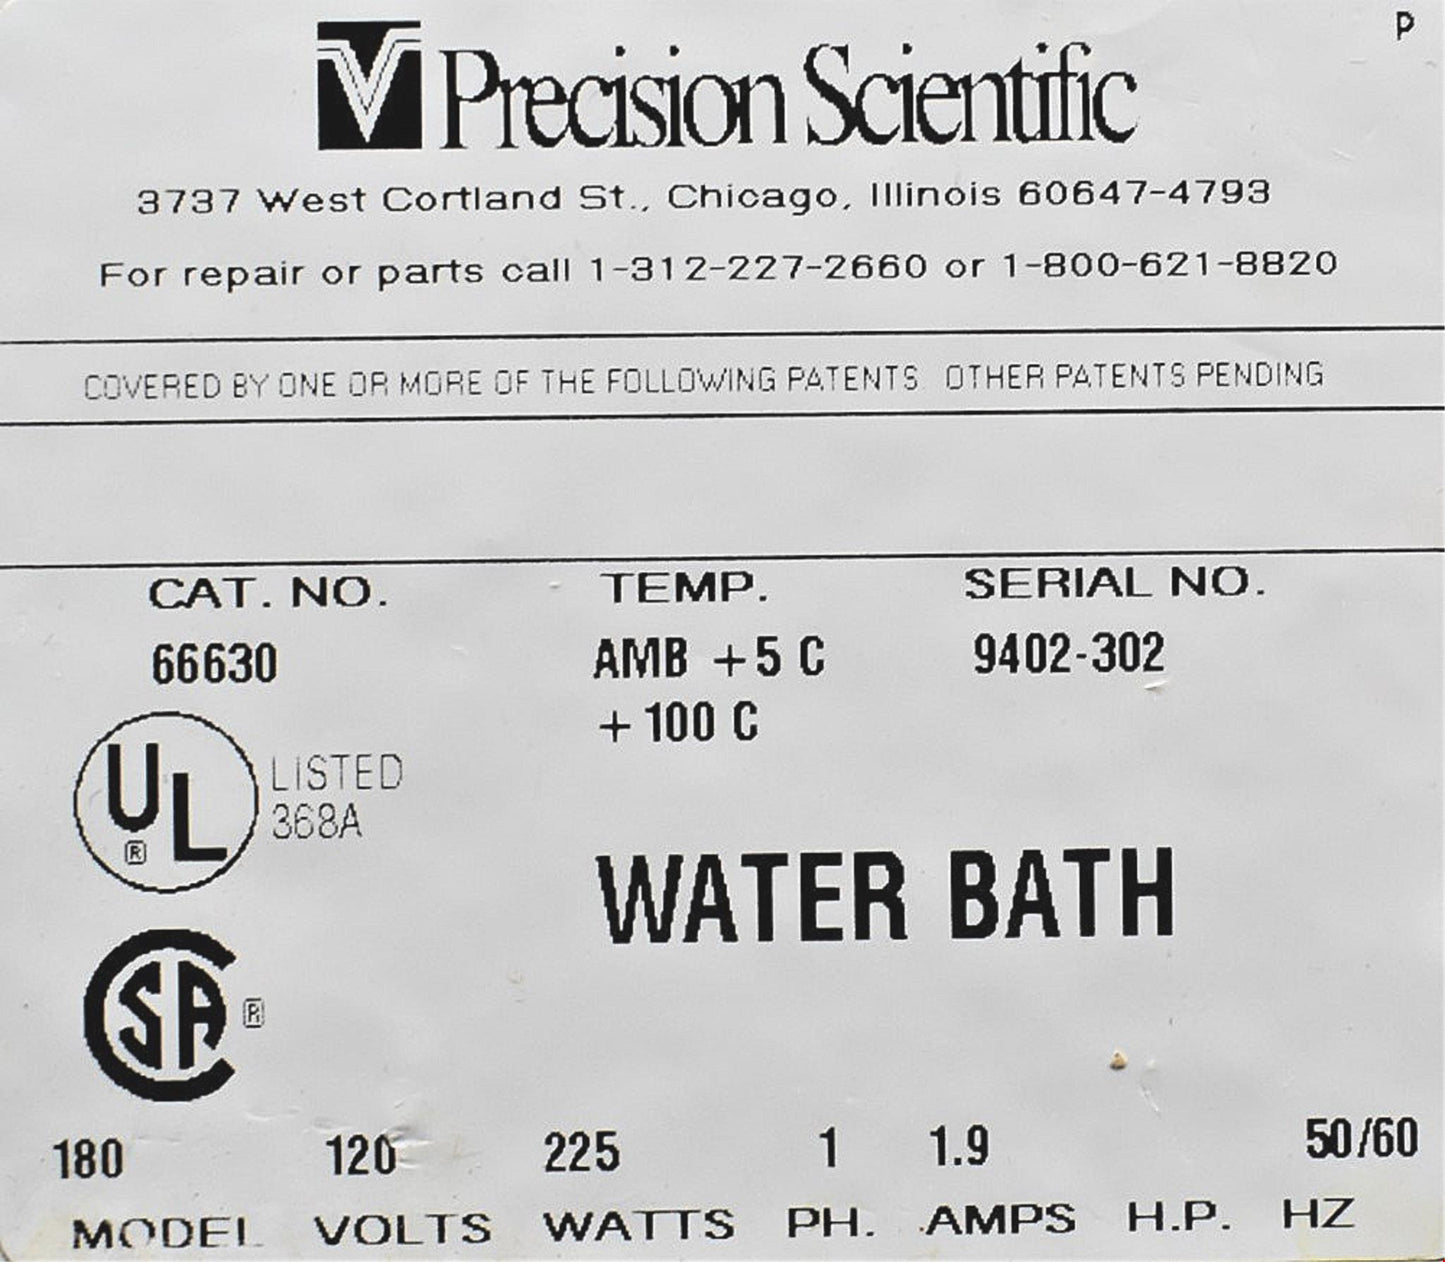 P
Precision Scientific
3737 West Cortland St., Chicago, Illinois 60647-4793
For repair or parts call 1-312-227-2660 or 1-800-621-8820
COVERED BY ONE OR MORE OF THE FOLLOWING PATENTS OTHER PATENTS PENDING
CAT. NO. TEMP. SERIAL NO.
66630 AMB +5 C 9402-302
+ 100 C
UL ® LISTED
368A
WATER BATH
CSA ®
180 120 225 1 1.9 50/60
MODEL VOLTS WATTS PH. AMPS H.P. HZ